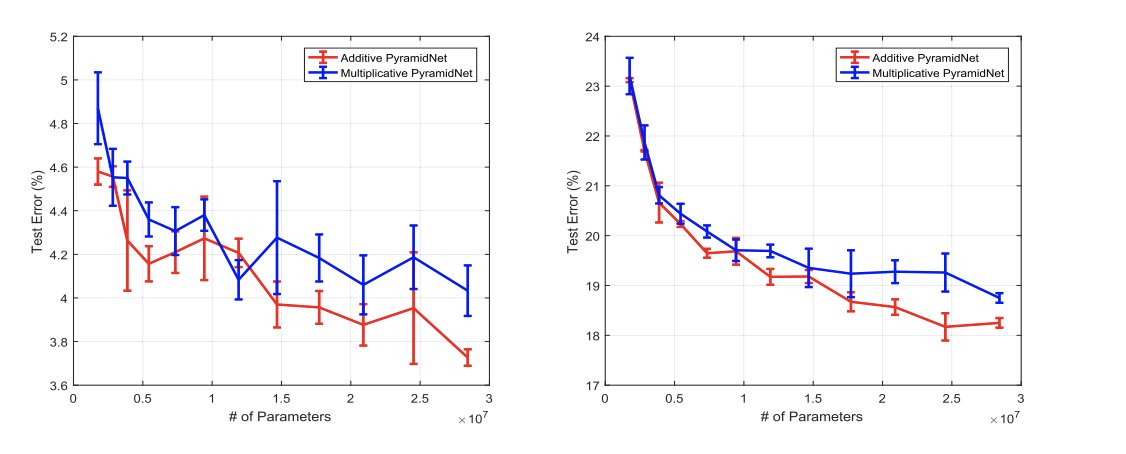 5.2
5
4.8
4.6
4.4
4.2
4
3.8
3.6
Test Error (%)
0 0.5 1 1.5 2 2.5 3
# of Parameters
×10^7
Additive PyramidNet
Multiplicative PyramidNet
24
23
22
21
20
19
18
17
Test Error (%)
0 0.5 1 1.5 2 2.5 3
# of Parameters
×10^7
Additive PyramidNet
Multiplicative PyramidNet